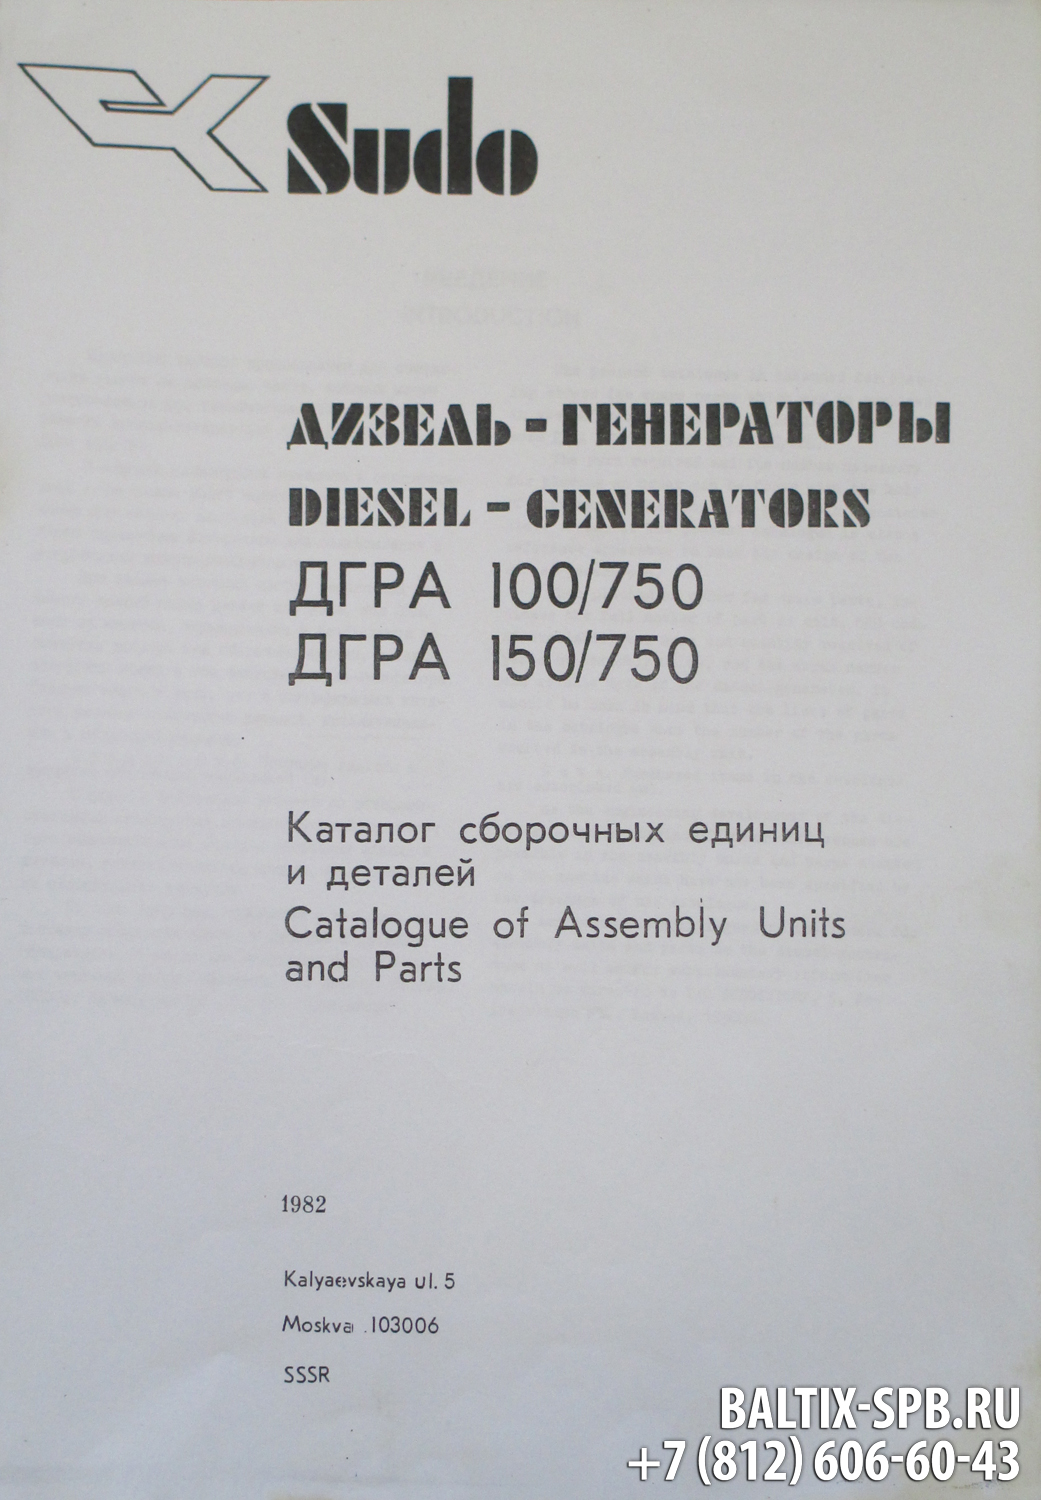 Sudo
ДИЗЕЛЬ - ГЕНЕРАТОРЫ
DIESEL - GENERATORS
ДГРА 100/750
ДГРА 150/750
Каталог сборочных единиц
и деталей
Catalogue of Assembly Units
and Parts
1982
Kalyaevskaya ul. 5
Moskva .103006
SSSR
BALTIX-SPB.RU
+7 (812) 606-60-43